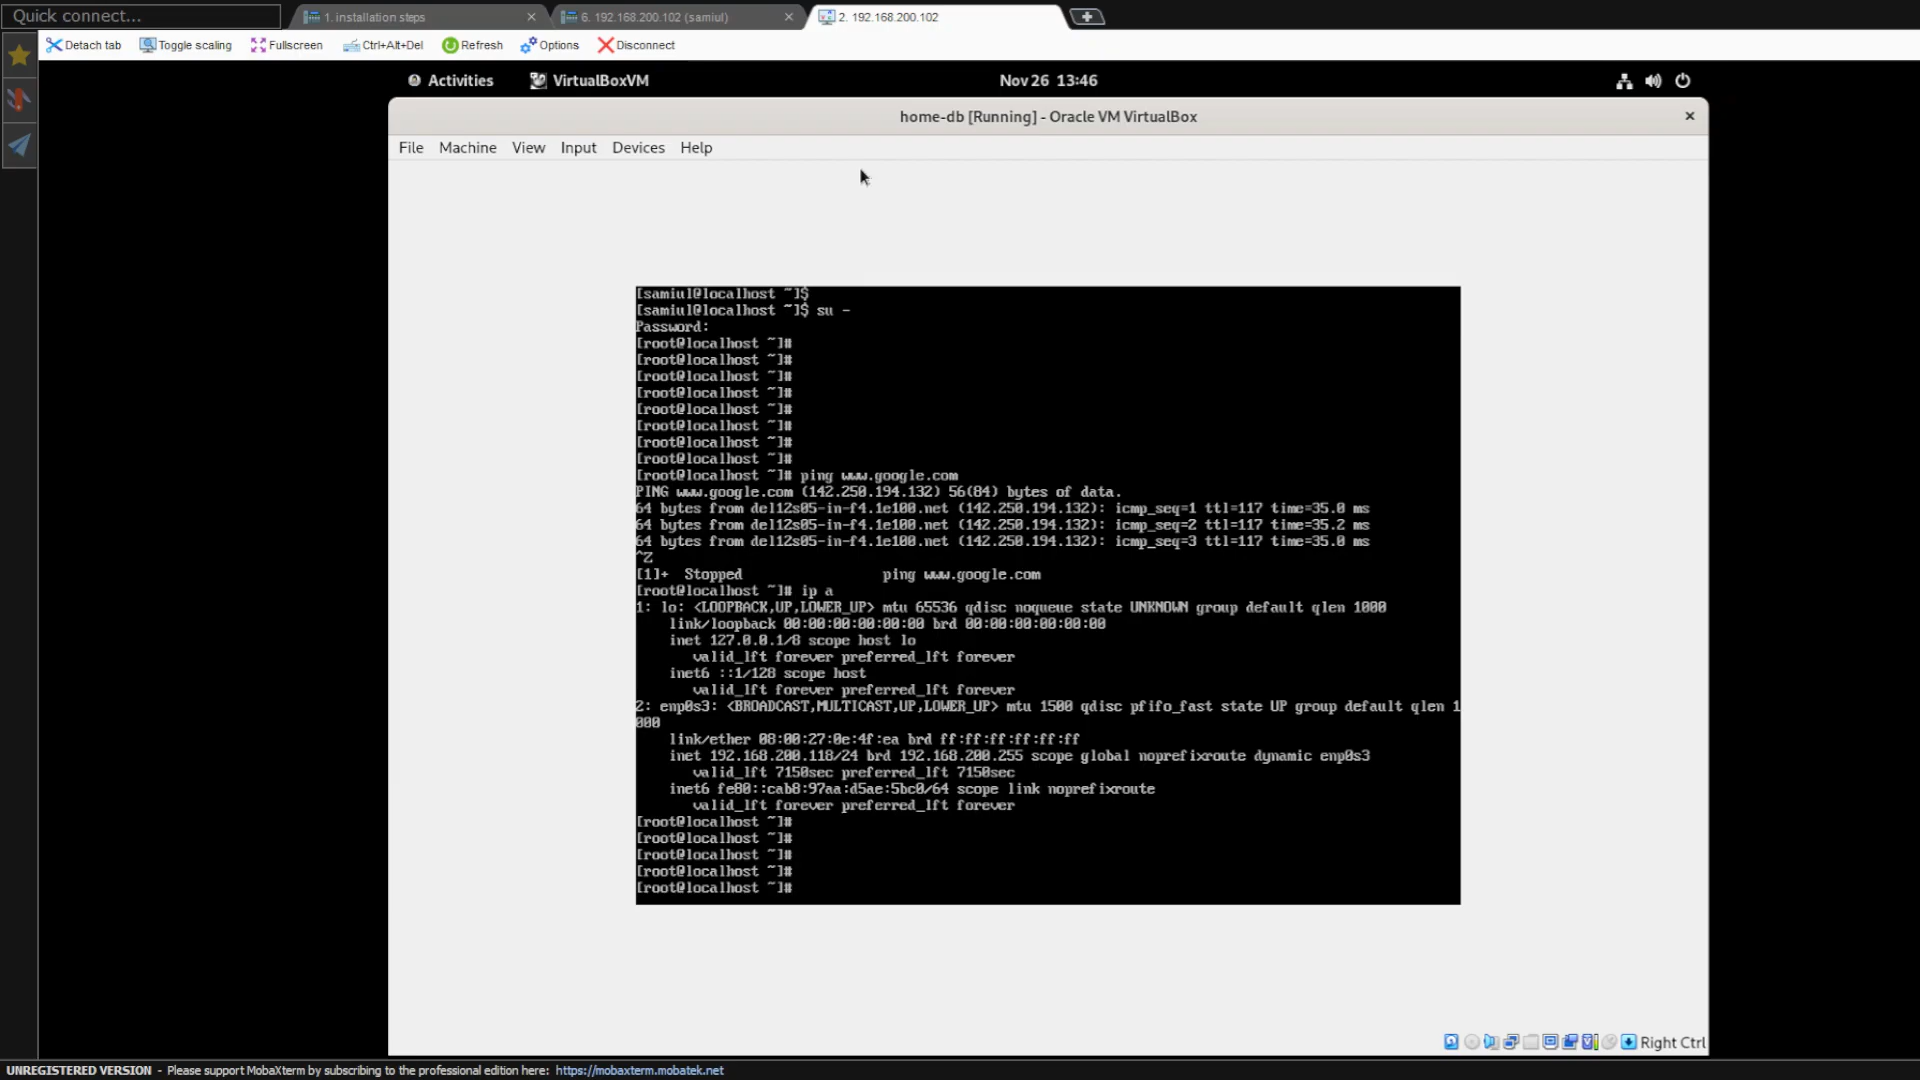 Quick connect...
1. installation steps
6. 192.168.200.102 (samiul)
2. 192.168.200.102
Detach tab
Toggle scaling
Fullscreen
Ctrl+Alt+Del
Refresh
Options
Disconnect
Activities
VirtualBoxVM
Nov 26 13:46
home-db [Running] - Oracle VM VirtualBox
File Machine View Input Devices Help
[samiul@localhost ~]$
[samiul@localhost ~]$ su -
Password:
[root@localhost ~]#
[root@localhost ~]#
[root@localhost ~]#
[root@localhost ~]#
[root@localhost ~]#
[root@localhost ~]#
[root@localhost ~]#
[root@localhost ~]#
[root@localhost ~]# ping www.google.com
PING www.google.com (142.250.194.132) 56(84) bytes of data.
64 bytes from del12s05-in-f4.1e100.net (142.250.194.132): icmp_seq=1 ttl=117 time=35.0 ms
64 bytes from del12s05-in-f4.1e100.net (142.250.194.132): icmp_seq=2 ttl=117 time=35.2 ms
64 bytes from del12s05-in-f4.1e100.net (142.250.194.132): icmp_seq=3 ttl=117 time=35.0 ms
^Z
[1]+  Stopped                 ping www.google.com
[root@localhost ~]# ip a
1: lo: <LOOPBACK,UP,LOWER_UP> mtu 65536 qdisc noqueue state UNKNOWN group default qlen 1000
    link/loopback 00:00:00:00:00:00 brd 00:00:00:00:00:00
    inet 127.0.0.1/8 scope host lo
       valid_lft forever preferred_lft forever
    inet6 ::1/128 scope host
       valid_lft forever preferred_lft forever
2: enp0s3: <BROADCAST,MULTICAST,UP,LOWER_UP> mtu 1500 qdisc pfifo_fast state UP group default qlen 1
000
    link/ether 08:00:27:0e:4f:ea brd ff:ff:ff:ff:ff:ff
    inet 192.168.200.118/24 brd 192.168.200.255 scope global noprefixroute dynamic enp0s3
       valid_lft 7150sec preferred_lft 7150sec
    inet6 fe80::cab8:97aa:d5ae:5bc0/64 scope link noprefixroute
       valid_lft forever preferred_lft forever
[root@localhost ~]#
[root@localhost ~]#
[root@localhost ~]#
[root@localhost ~]#
[root@localhost ~]#
Right Ctrl
UNREGISTERED VERSION - Please support MobaXterm by subscribing to the professional edition here: https://mobaxterm.mobatek.net